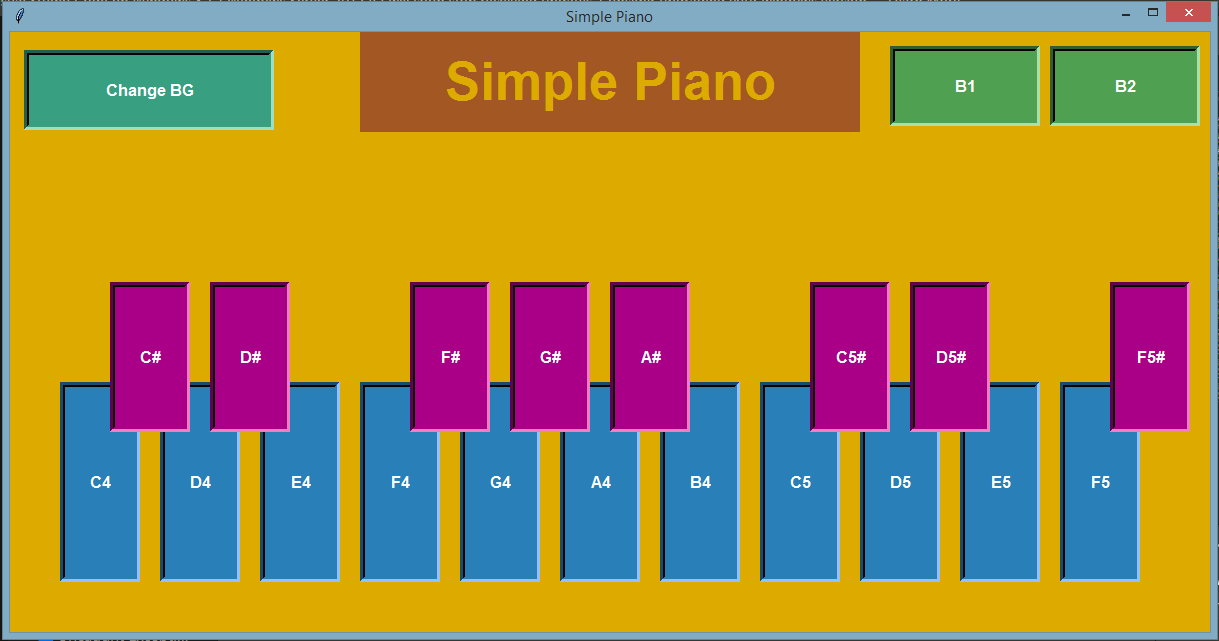 Simple Piano
Change BG
Simple Piano
B1
B2
C#
D#
F#
G#
A#
C5#
D5#
F5#
C4
D4
E4
F4
G4
A4
B4
C5
D5
E5
F5